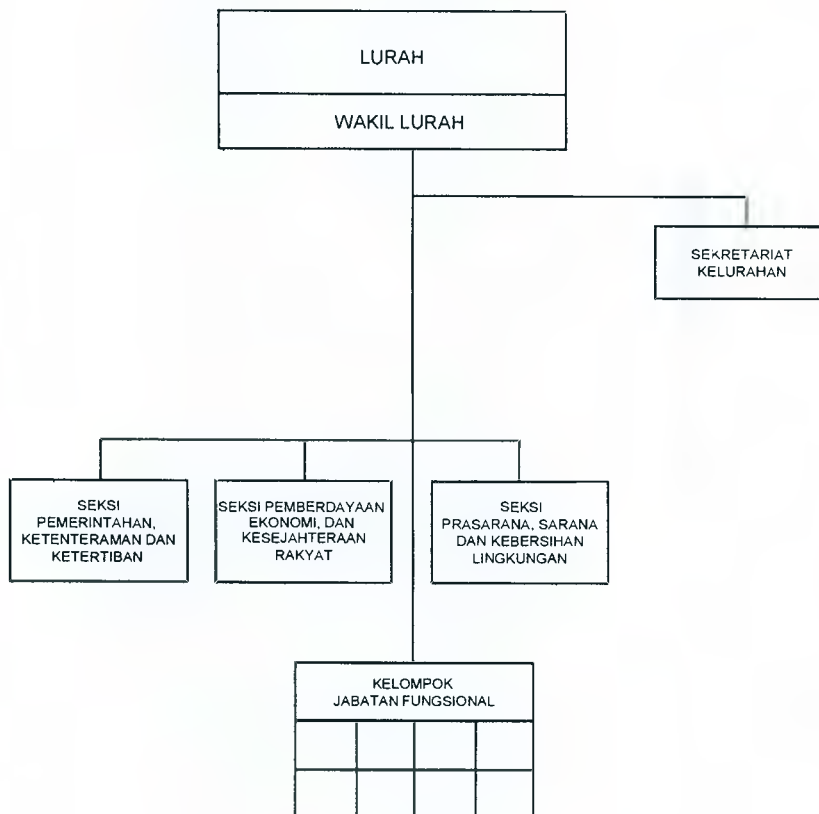 LURAH
WAKIL LURAH
SEKRETARIAT
KELURAHAN
SEKSI
PEMERINTAHAN,
KETENTERAMAN DAN
KETERTIBAN
SEKSI PEMBERDAYAAN
EKONOMI, DAN
KESEJAHTERAAN
RAKYAT
SEKSI
PRASARANA, SARANA
DAN KEBERSIHAN
LINGKUNGAN
KELOMPOK
JABATAN FUNGSIONAL